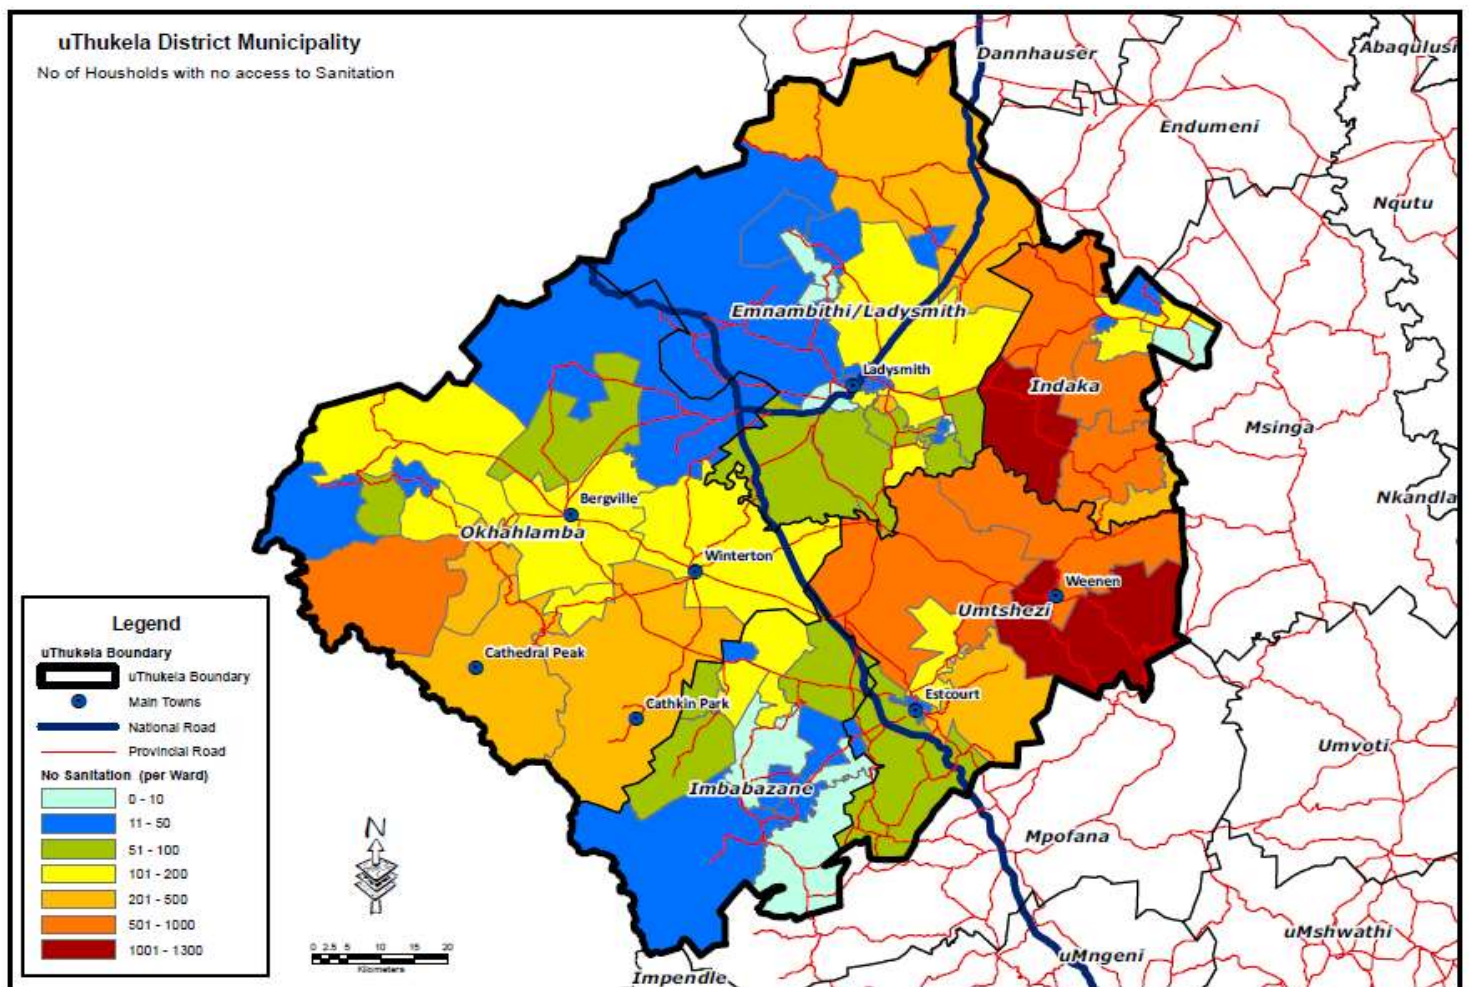 uThukela District Municipality
No of Housholds with no access to Sanitation
Dannhauser
Abaqulusi
Endumeni
Nqutu
Emnambithi/Ladysmith
Ladysmith
Indaka
Msinga
Nkandla
Bergville
Okhahlamba
Winterton
Weenen
Umtshezi
Cathedral Peak
Cathkin Park
Estcourt
Imbabazane
Umvoti
Mpofana
uMshwathi
uMngeni
Impendle
Legend
uThukela Boundary
uThukela Boundary
Main Towns
National Road
Provincial Road
No Sanitation (per Ward)
0 - 10
11 - 50
51 - 100
101 - 200
201 - 500
501 - 1000
1001 - 1300
N
0 2.5 5 10 15 20
Kilometers